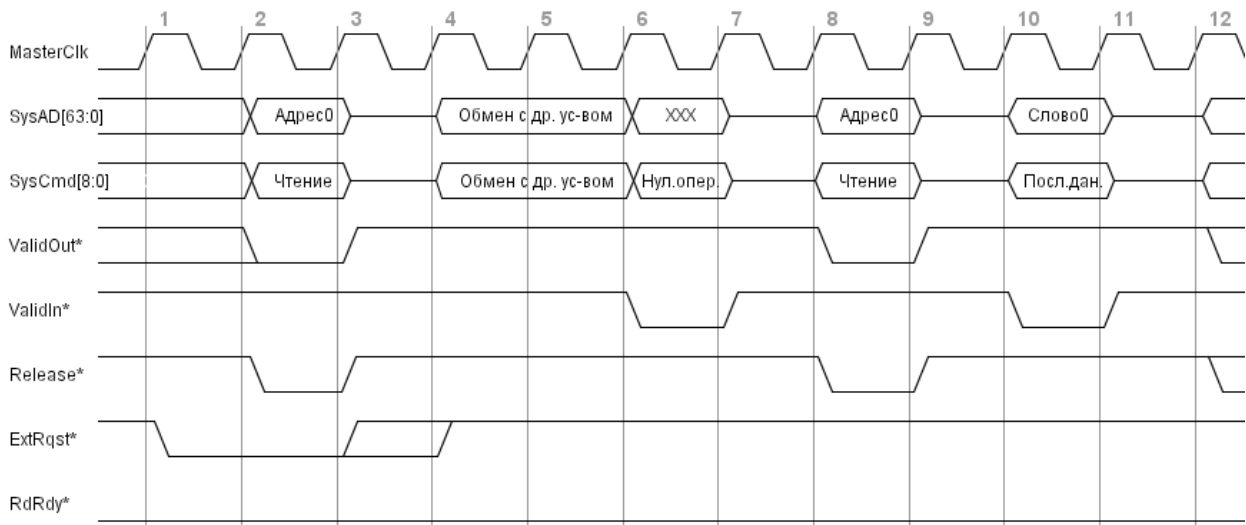 1 2 3 4 5 6 7 8 9 10 11 12
MasterClk
SysAD[63:0] Адрес0 Обмен с др. ус-вом XXX Адрес0 Слово0
SysCmd[8:0] Чтение Обмен с др. ус-вом Нул.опер. Чтение Посл.дан.
ValidOut*
ValidIn*
Release*
ExtRqst*
RdRdy*